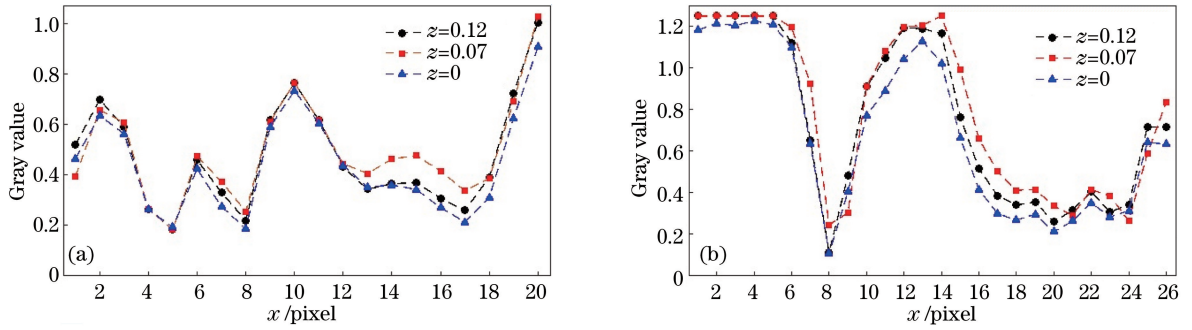 1.0
0.8
0.6
0.4
0.2
0
Gray value
z=0.12
z=0.07
z=0
(a)
2 4 6 8 10 12 14 16 18 20
x/pixel
1.2
1.0
0.8
0.6
0.4
0.2
0
Gray value
z=0.12
z=0.07
z=0
(b)
2 4 6 8 10 12 14 16 18 20 22 24 26
x/pixel